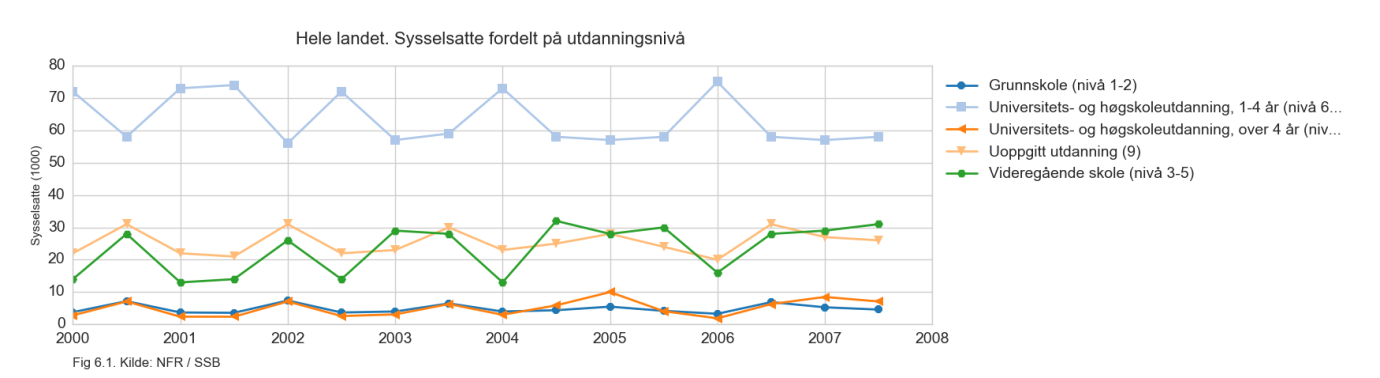 Hele landet. Sysselsatte fordelt på utdanningsnivå
80
70
60
50
40
30
20
10
0
Sysselsatte (1000)
2000 2001 2002 2003 2004 2005 2006 2007 2008
Grunnskole (nivå 1-2)
Universitets- og høgskoleutdanning, 1-4 år (nivå 6...
Universitets- og høgskoleutdanning, over 4 år (niv...
Uoppgitt utdanning (9)
Videregående skole (nivå 3-5)
Fig 6.1. Kilde: NFR / SSB